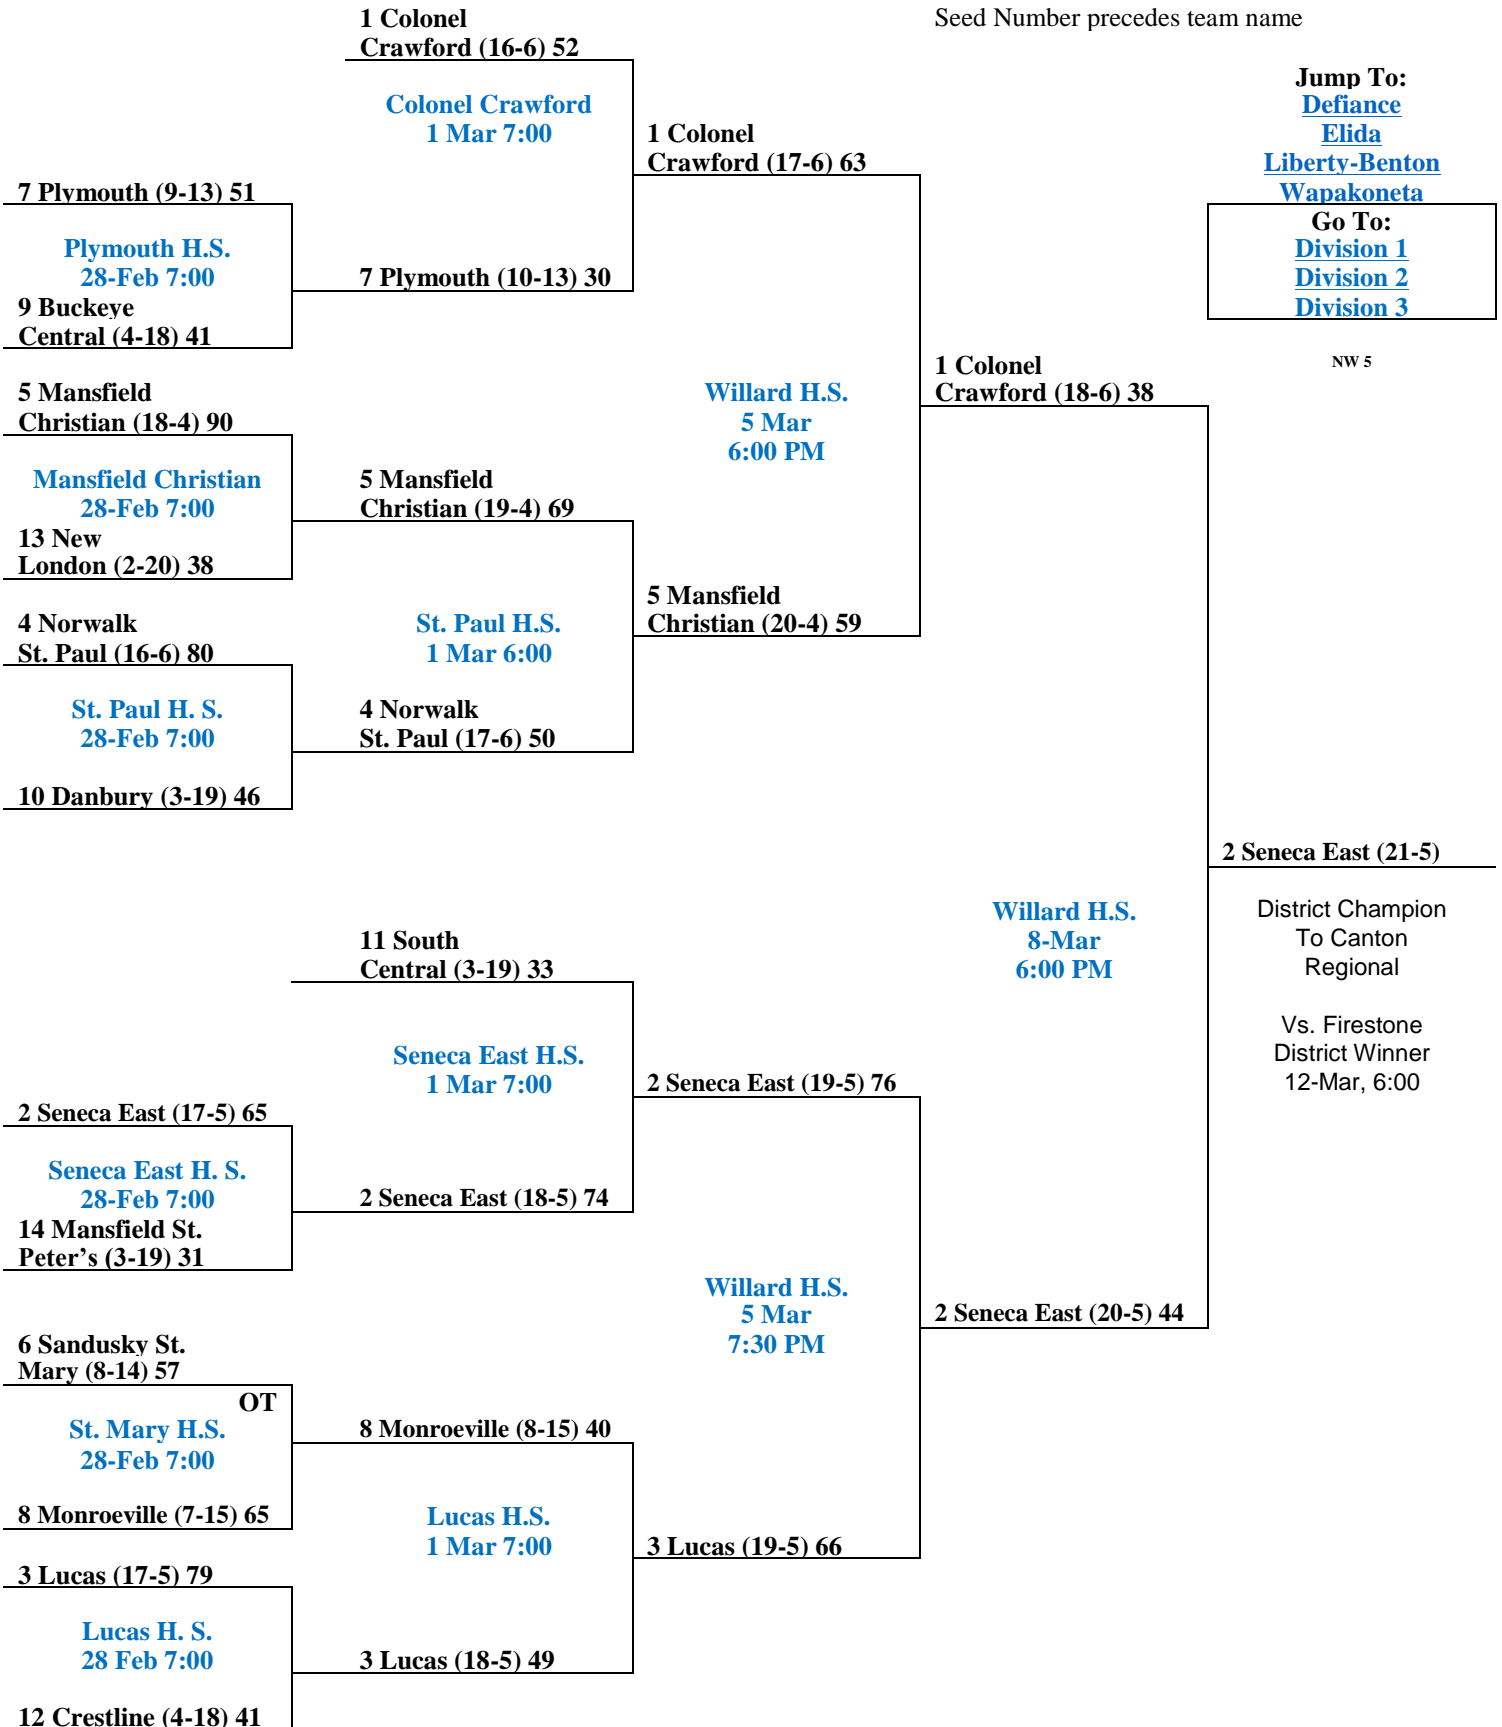 1 Colonel
Crawford (16-6) 52
Seed Number precedes team name
Jump To:
Defiance
Elida
Liberty-Benton
Wapakoneta
Go To:
Division 1
Division 2
Division 3
NW 5
Colonel Crawford
1 Mar 7:00
1 Colonel
Crawford (17-6) 63
7 Plymouth (9-13) 51
Plymouth H.S.
28-Feb 7:00
9 Buckeye
Central (4-18) 41
7 Plymouth (10-13) 30
1 Colonel
Crawford (18-6) 38
5 Mansfield
Christian (18-4) 90
Mansfield Christian
28-Feb 7:00
13 New
London (2-20) 38
Willard H.S.
5 Mar
6:00 PM
5 Mansfield
Christian (19-4) 69
5 Mansfield
Christian (20-4) 59
4 Norwalk
St. Paul (16-6) 80
St. Paul H. S.
28-Feb 7:00
10 Danbury (3-19) 46
St. Paul H.S.
1 Mar 6:00
4 Norwalk
St. Paul (17-6) 50
2 Seneca East (21-5)
District Champion
To Canton
Regional
Vs. Firestone
District Winner
12-Mar, 6:00
Willard H.S.
8-Mar
6:00 PM
11 South
Central (3-19) 33
Seneca East H.S.
1 Mar 7:00
2 Seneca East (19-5) 76
2 Seneca East (17-5) 65
Seneca East H. S.
28-Feb 7:00
14 Mansfield St.
Peter’s (3-19) 31
2 Seneca East (18-5) 74
Willard H.S.
5 Mar
7:30 PM
2 Seneca East (20-5) 44
6 Sandusky St.
Mary (8-14) 57
OT
St. Mary H.S.
28-Feb 7:00
8 Monroeville (7-15) 65
8 Monroeville (8-15) 40
Lucas H.S.
1 Mar 7:00
3 Lucas (19-5) 66
3 Lucas (17-5) 79
Lucas H. S.
28 Feb 7:00
3 Lucas (18-5) 49
12 Crestline (4-18) 41